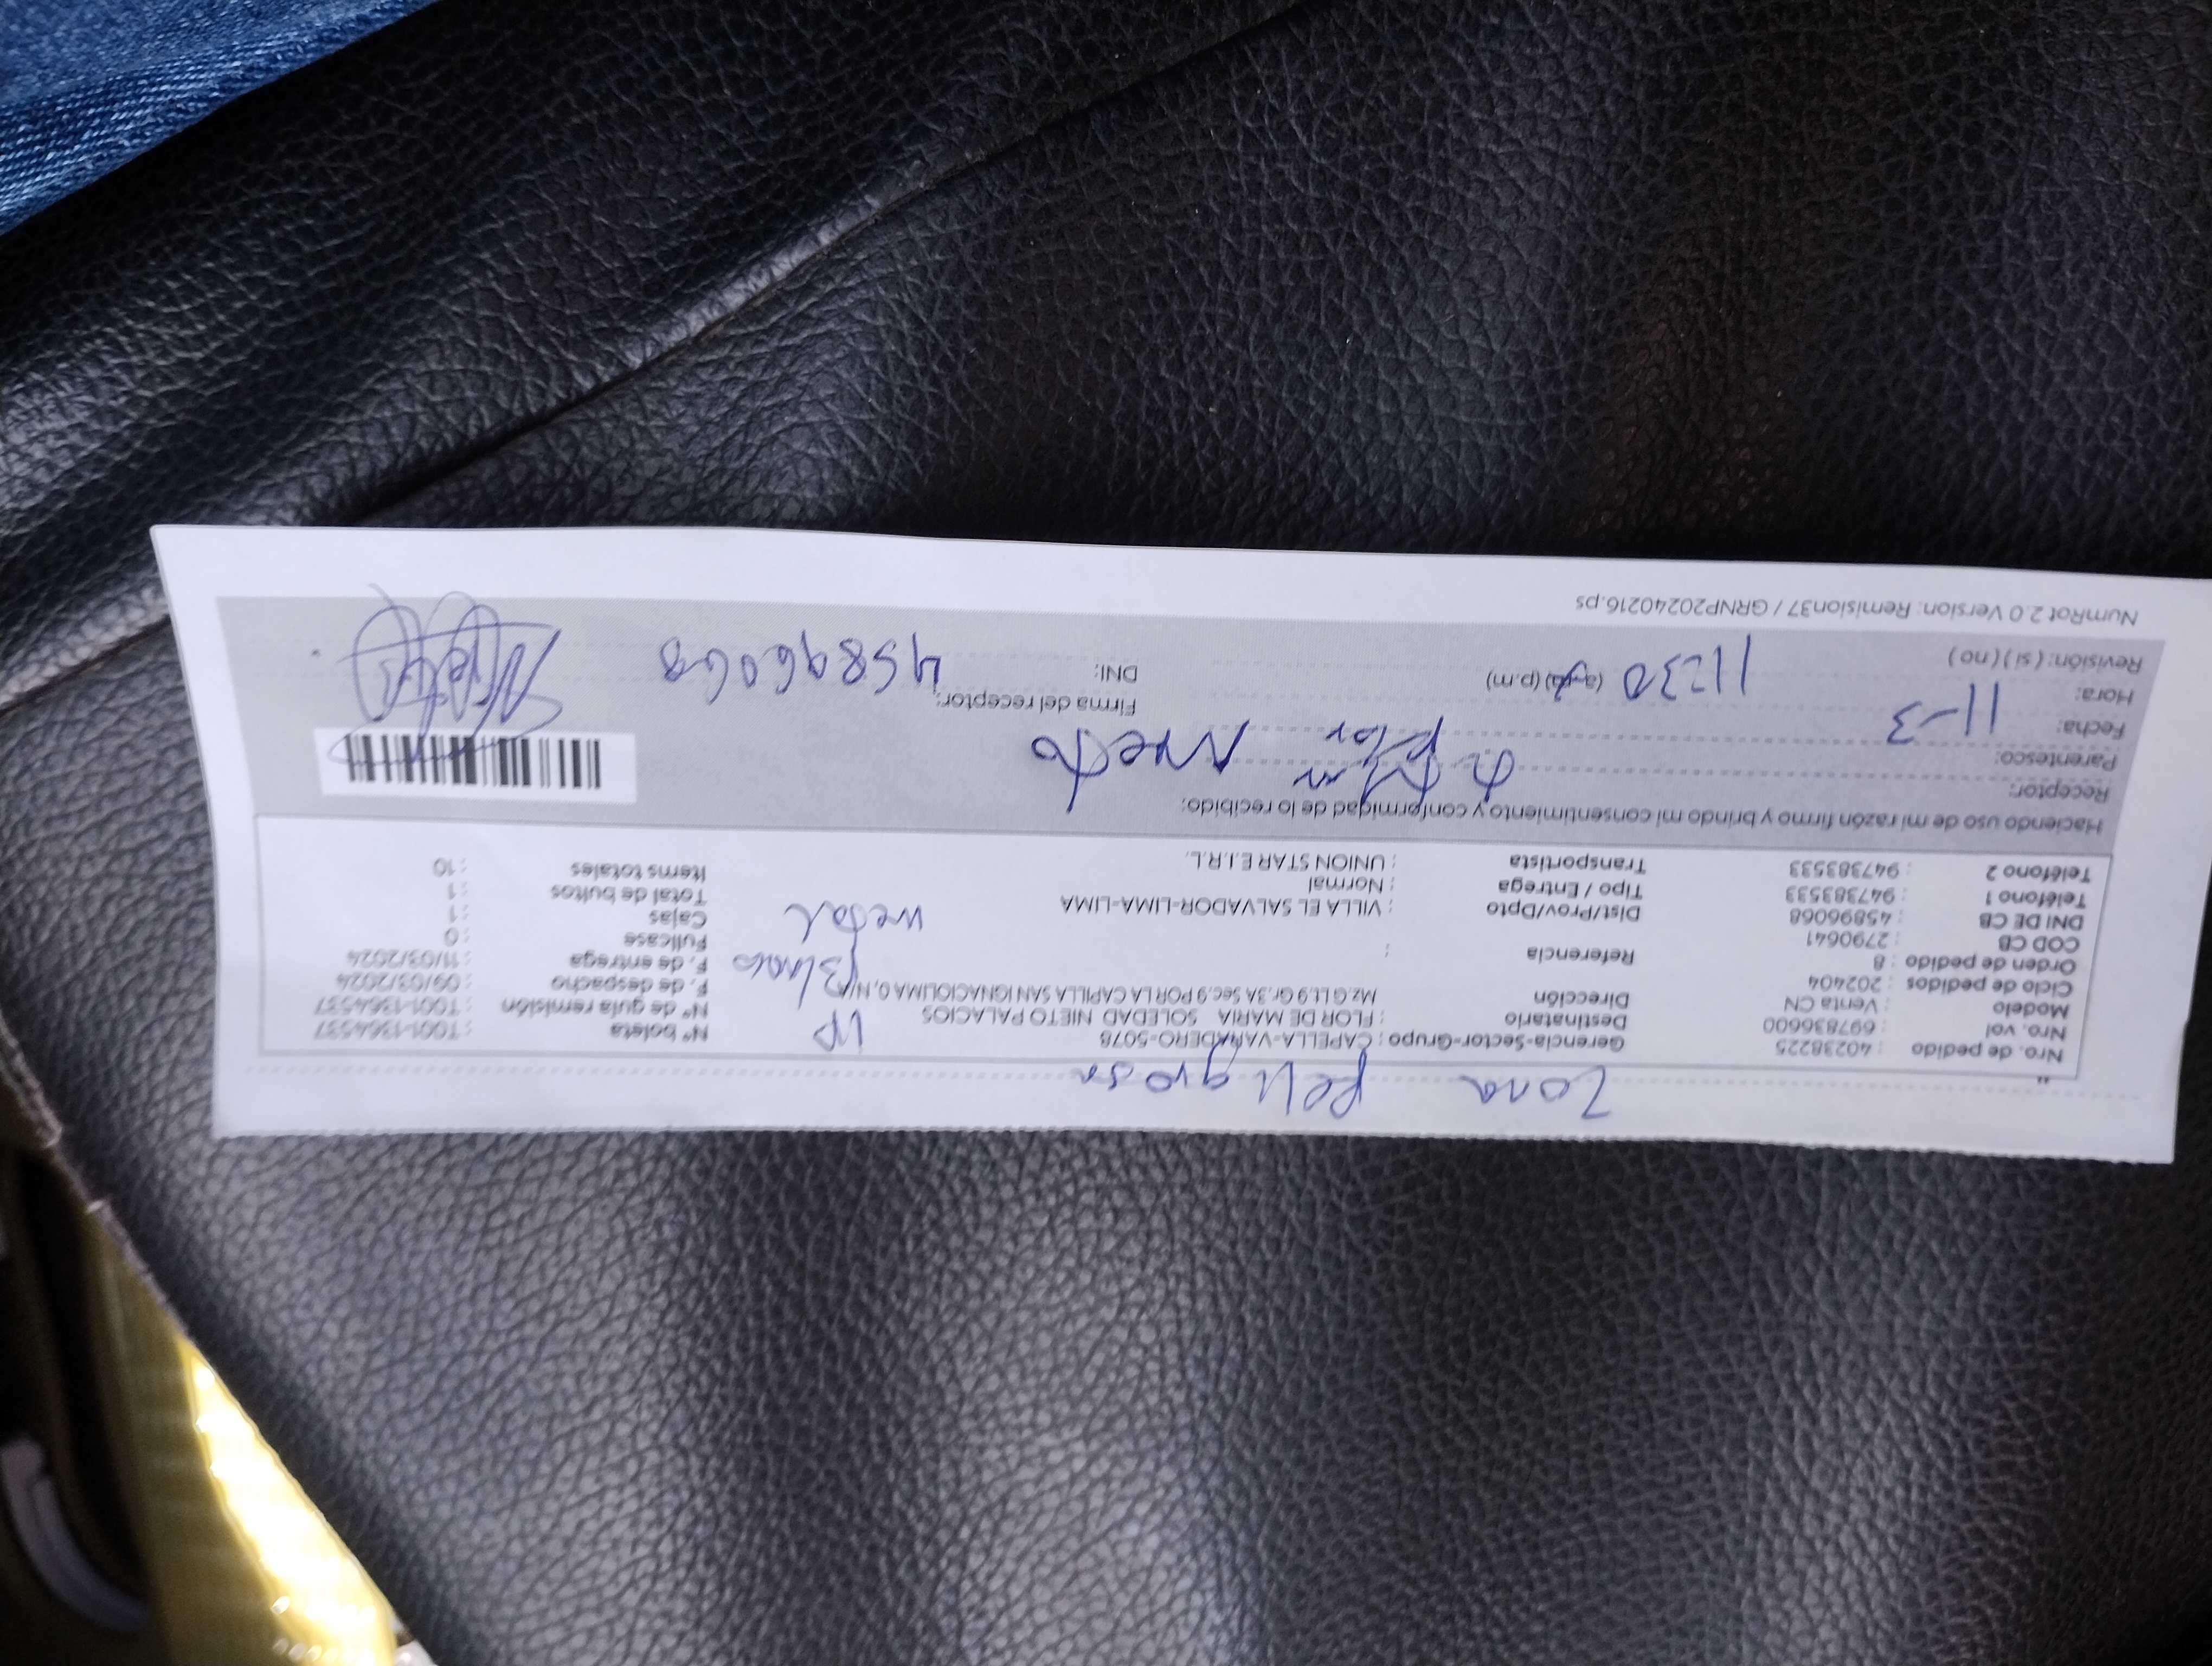 Zona Peligrosa
Nro. de pedido : 40238225 Gerencia-Sector-Grupo : CAPELLA-VARADERO-5078 Nº boleta : T001-1364537
Nro. vol : 697836600 Destinatario : FLOR DE MARIA SOLEDAD NIETO PALACIOS Nº de guía remisión : T001-1364537
Modelo : Venta CN Dirección Mz.G Lt.9 Gr.3A Sec.9 POR LA CAPILLA SAN IGNACIOLIMA 0, N/A F. de despacho : 09/03/2024
Ciclo de pedidos : 202404 F. de entrega : 11/03/2024
Orden de pedido : 8 Referencia : Fullcase : 0
COD CB : 2790641 Cajas : 1
DNI DE CB : 45896068 Dist/Prov/Dpto : VILLA EL SALVADOR-LIMA-LIMA Total de bultos : 1
Teléfono 1 : 947383533 Tipo / Entrega : Normal Items totales : 10
Teléfono 2 : 947383533 Transportista : UNION STAR E.I.R.L.
1P
Blanco
metal
Haciendo uso de mi razón firmo y brindo mi consentimiento y conformidad de lo recibido:
Receptor:
Parentesco: Nieto
Fecha: 11-3 Firma del receptor:
Hora: 11:30 (a.m) (p.m) DNI: 45896068
Revisión: ( si ) ( no )
NumRot 2.0 Version: Remision37 / GRNP20240216.ps